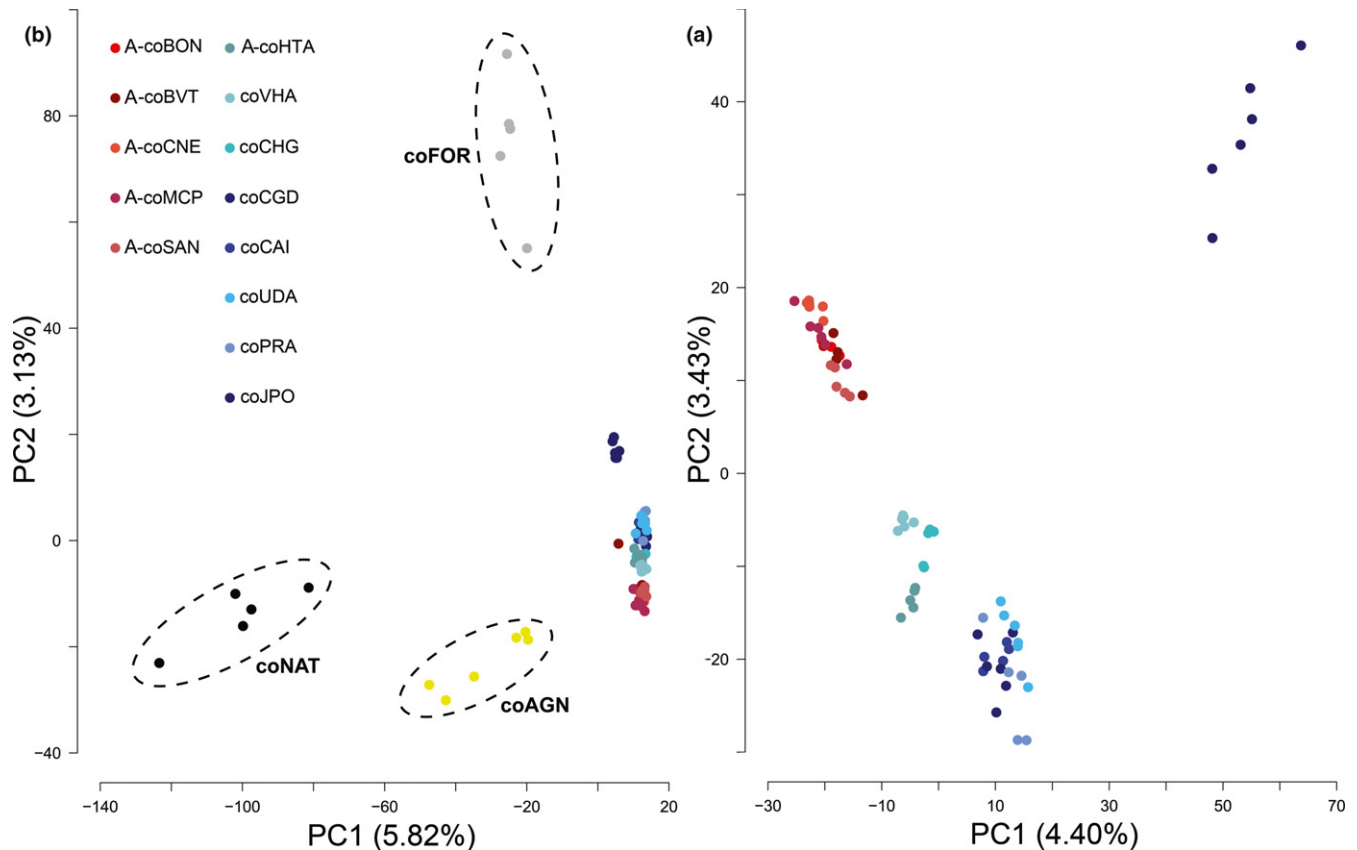 (b)
A-coBON
A-coBVT
A-coCNE
A-coMCP
A-coSAN
A-coHTA
coVHA
coCHG
coCGD
coCAI
coUDA
coPRA
coJPO
coFOR
coNAT
coAGN
PC2 (3.13%)
80
40
0
−40
−140
−100
−60
−20
20
PC1 (5.82%)
(a)
PC2 (3.43%)
40
20
0
−20
−30
−10
10
30
50
70
PC1 (4.40%)